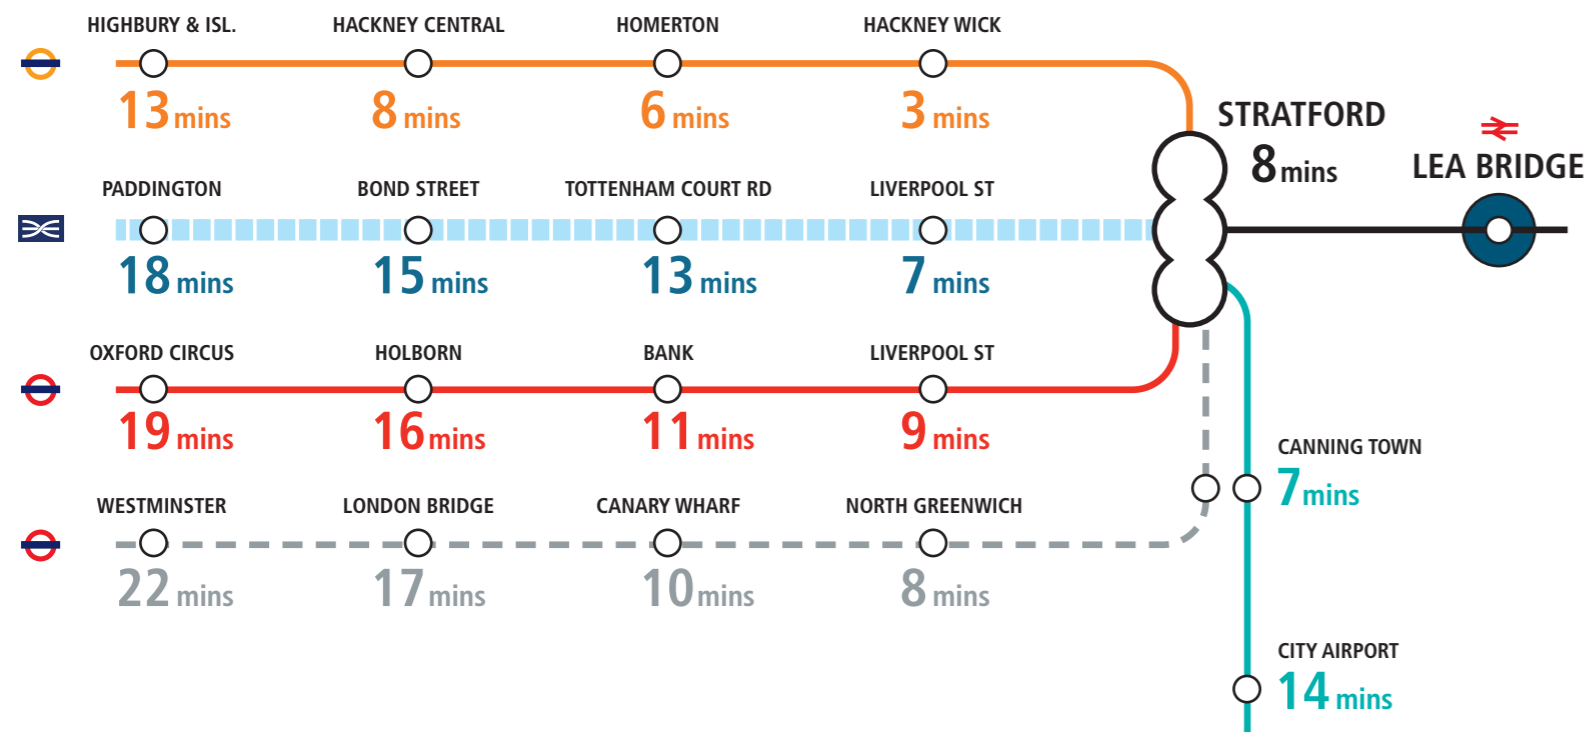 HIGHBURY & ISL. HACKNEY CENTRAL HOMERTON HACKNEY WICK
13 mins 8 mins 6 mins 3 mins
STRATFORD
8 mins
LEA BRIDGE
PADDINGTON BOND STREET TOTTENHAM COURT RD LIVERPOOL ST
18 mins 15 mins 13 mins 7 mins
OXFORD CIRCUS HOLBORN BANK LIVERPOOL ST
19 mins 16 mins 11 mins 9 mins
CANNING TOWN
7 mins
WESTMINSTER LONDON BRIDGE CANARY WHARF NORTH GREENWICH
22 mins 17 mins 10 mins 8 mins
CITY AIRPORT
14 mins